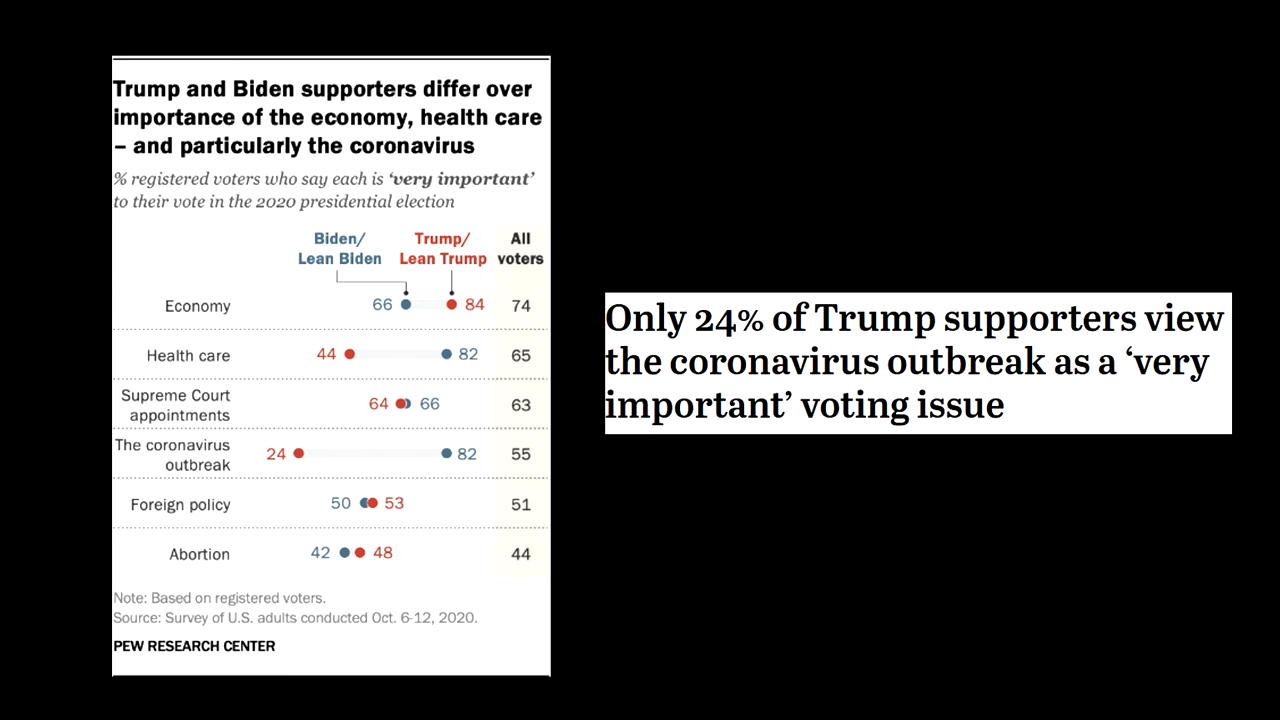 Trump and Biden supporters differ over
importance of the economy, health care
– and particularly the coronavirus
% registered voters who say each is ‘very important’
to their vote in the 2020 presidential election
Biden/
Lean Biden
Trump/
Lean Trump
All
voters
Economy 66 84 74
Health care 44 82 65
Supreme Court
appointments 64 66 63
The coronavirus
outbreak 24 82 55
Foreign policy 50 53 51
Abortion 42 48 44
Note: Based on registered voters.
Source: Survey of U.S. adults conducted Oct. 6-12, 2020.
PEW RESEARCH CENTER
Only 24% of Trump supporters view
the coronavirus outbreak as a ‘very
important’ voting issue